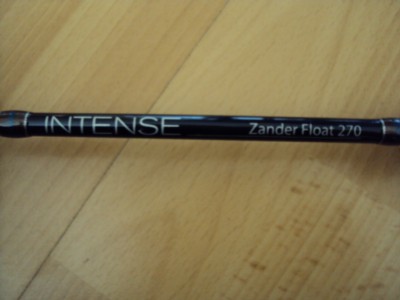 INTENSE Zander Float 270